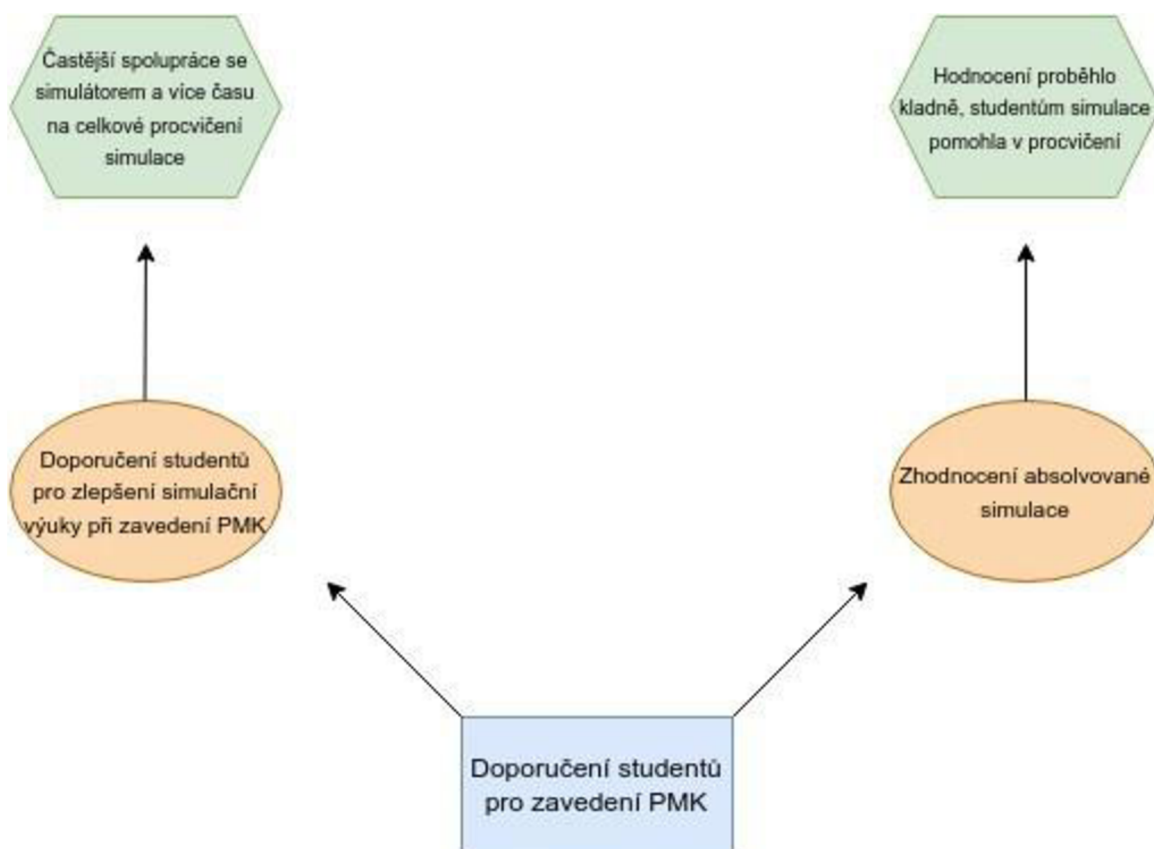 Častější spolupráce se
simulátorem a více času
na celkové procvičení
simulace
Hodnocení proběhlo
kladně, studentům simulace
pomohla v procvičení
Doporučení studentů
pro zlepšení simulační
výuky při zavedení PMK
Zhodnocení absolvované
simulace
Doporučení studentů
pro zavedení PMK